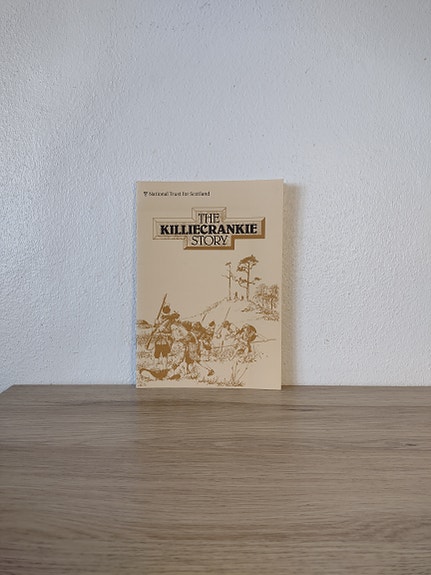 National Trust for Scotland
THE
KILLIECRANKIE
STORY